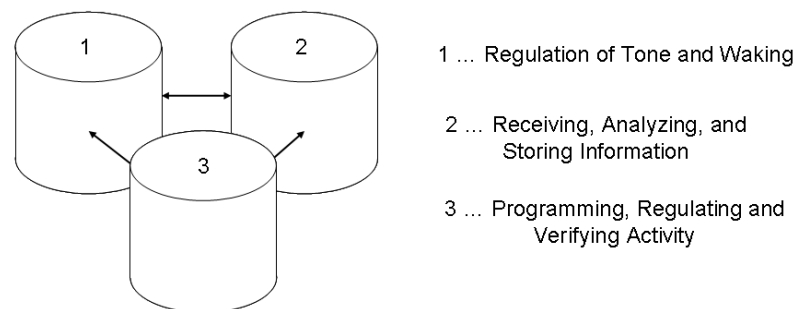 1
2
3
1 ... Regulation of Tone and Waking
2 ... Receiving, Analyzing, and
Storing Information
3 ... Programming, Regulating and
Verifying Activity